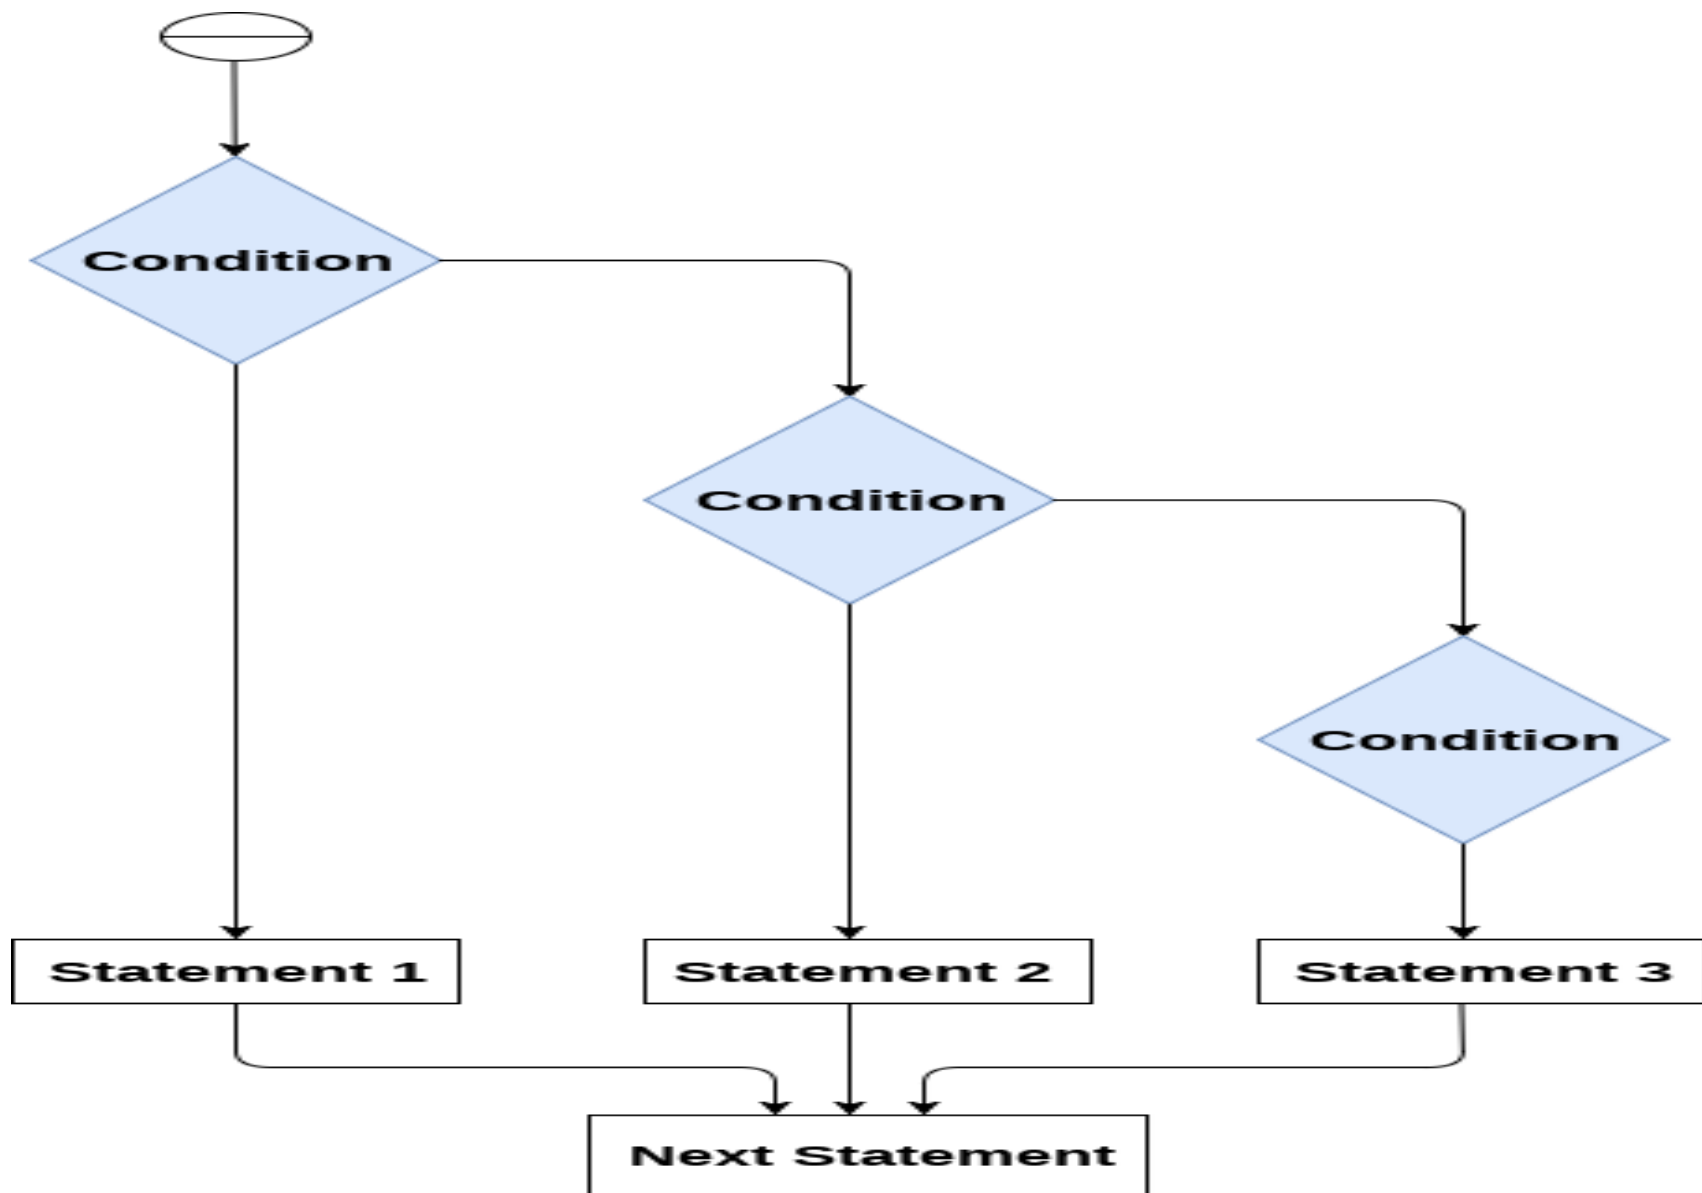 Condition
Condition
Condition
Statement 1
Statement 2
Statement 3
Next Statement